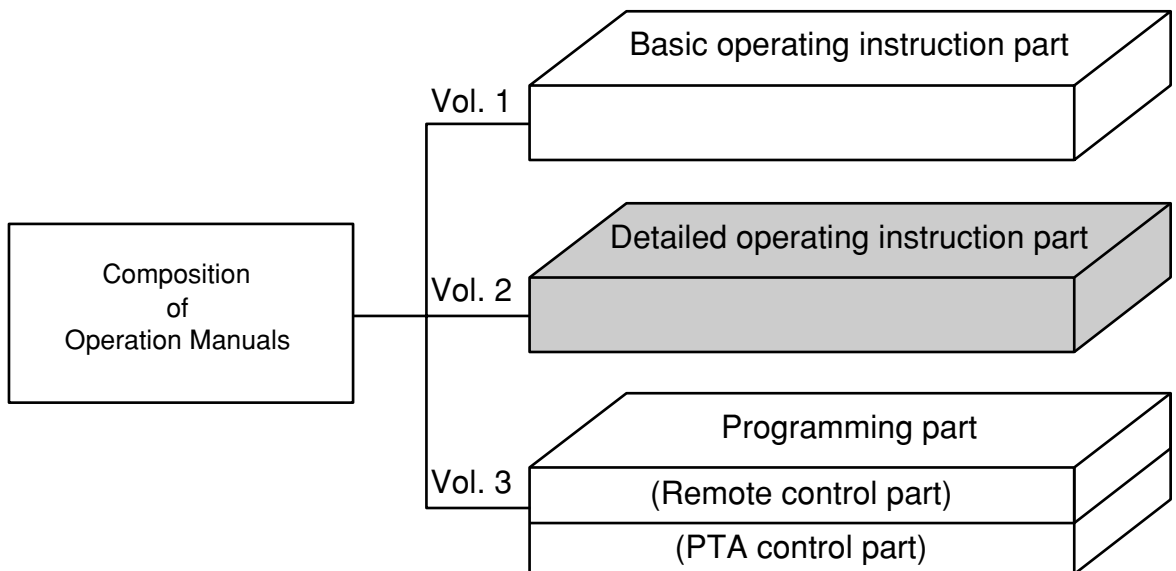 Composition
of
Operation Manuals
Vol. 1
Basic operating instruction part
Vol. 2
Detailed operating instruction part
Vol. 3
Programming part
(Remote control part)
(PTA control part)